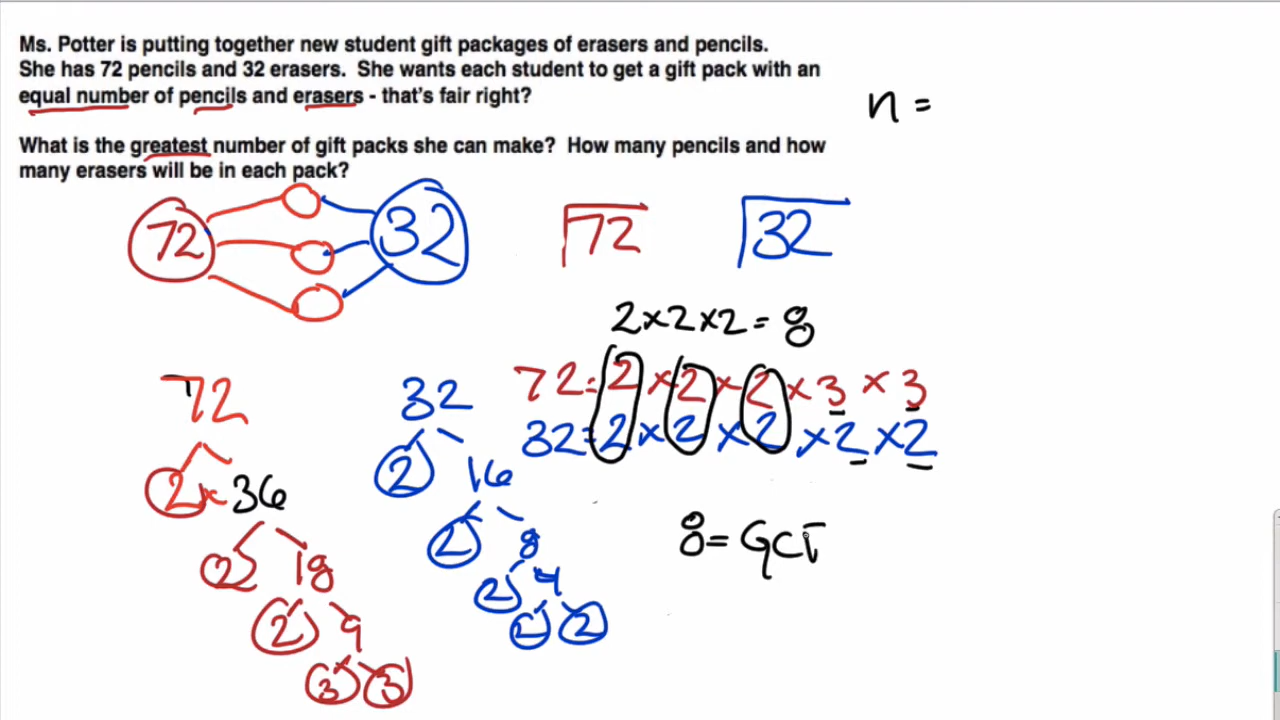 Ms. Potter is putting together new student gift packages of erasers and pencils.
She has 72 pencils and 32 erasers. She wants each student to get a gift pack with an
equal number of pencils and erasers - that's fair right?
n =
What is the greatest number of gift packs she can make? How many pencils and how
many erasers will be in each pack?
72 32 72 32
2×2×2=8
72=2×2×2×3×3
32=2×2×2×2×2
72
2×36
2 18
2 9
3 3
32
2 16
2 8
2 4
2 2
8=GCF